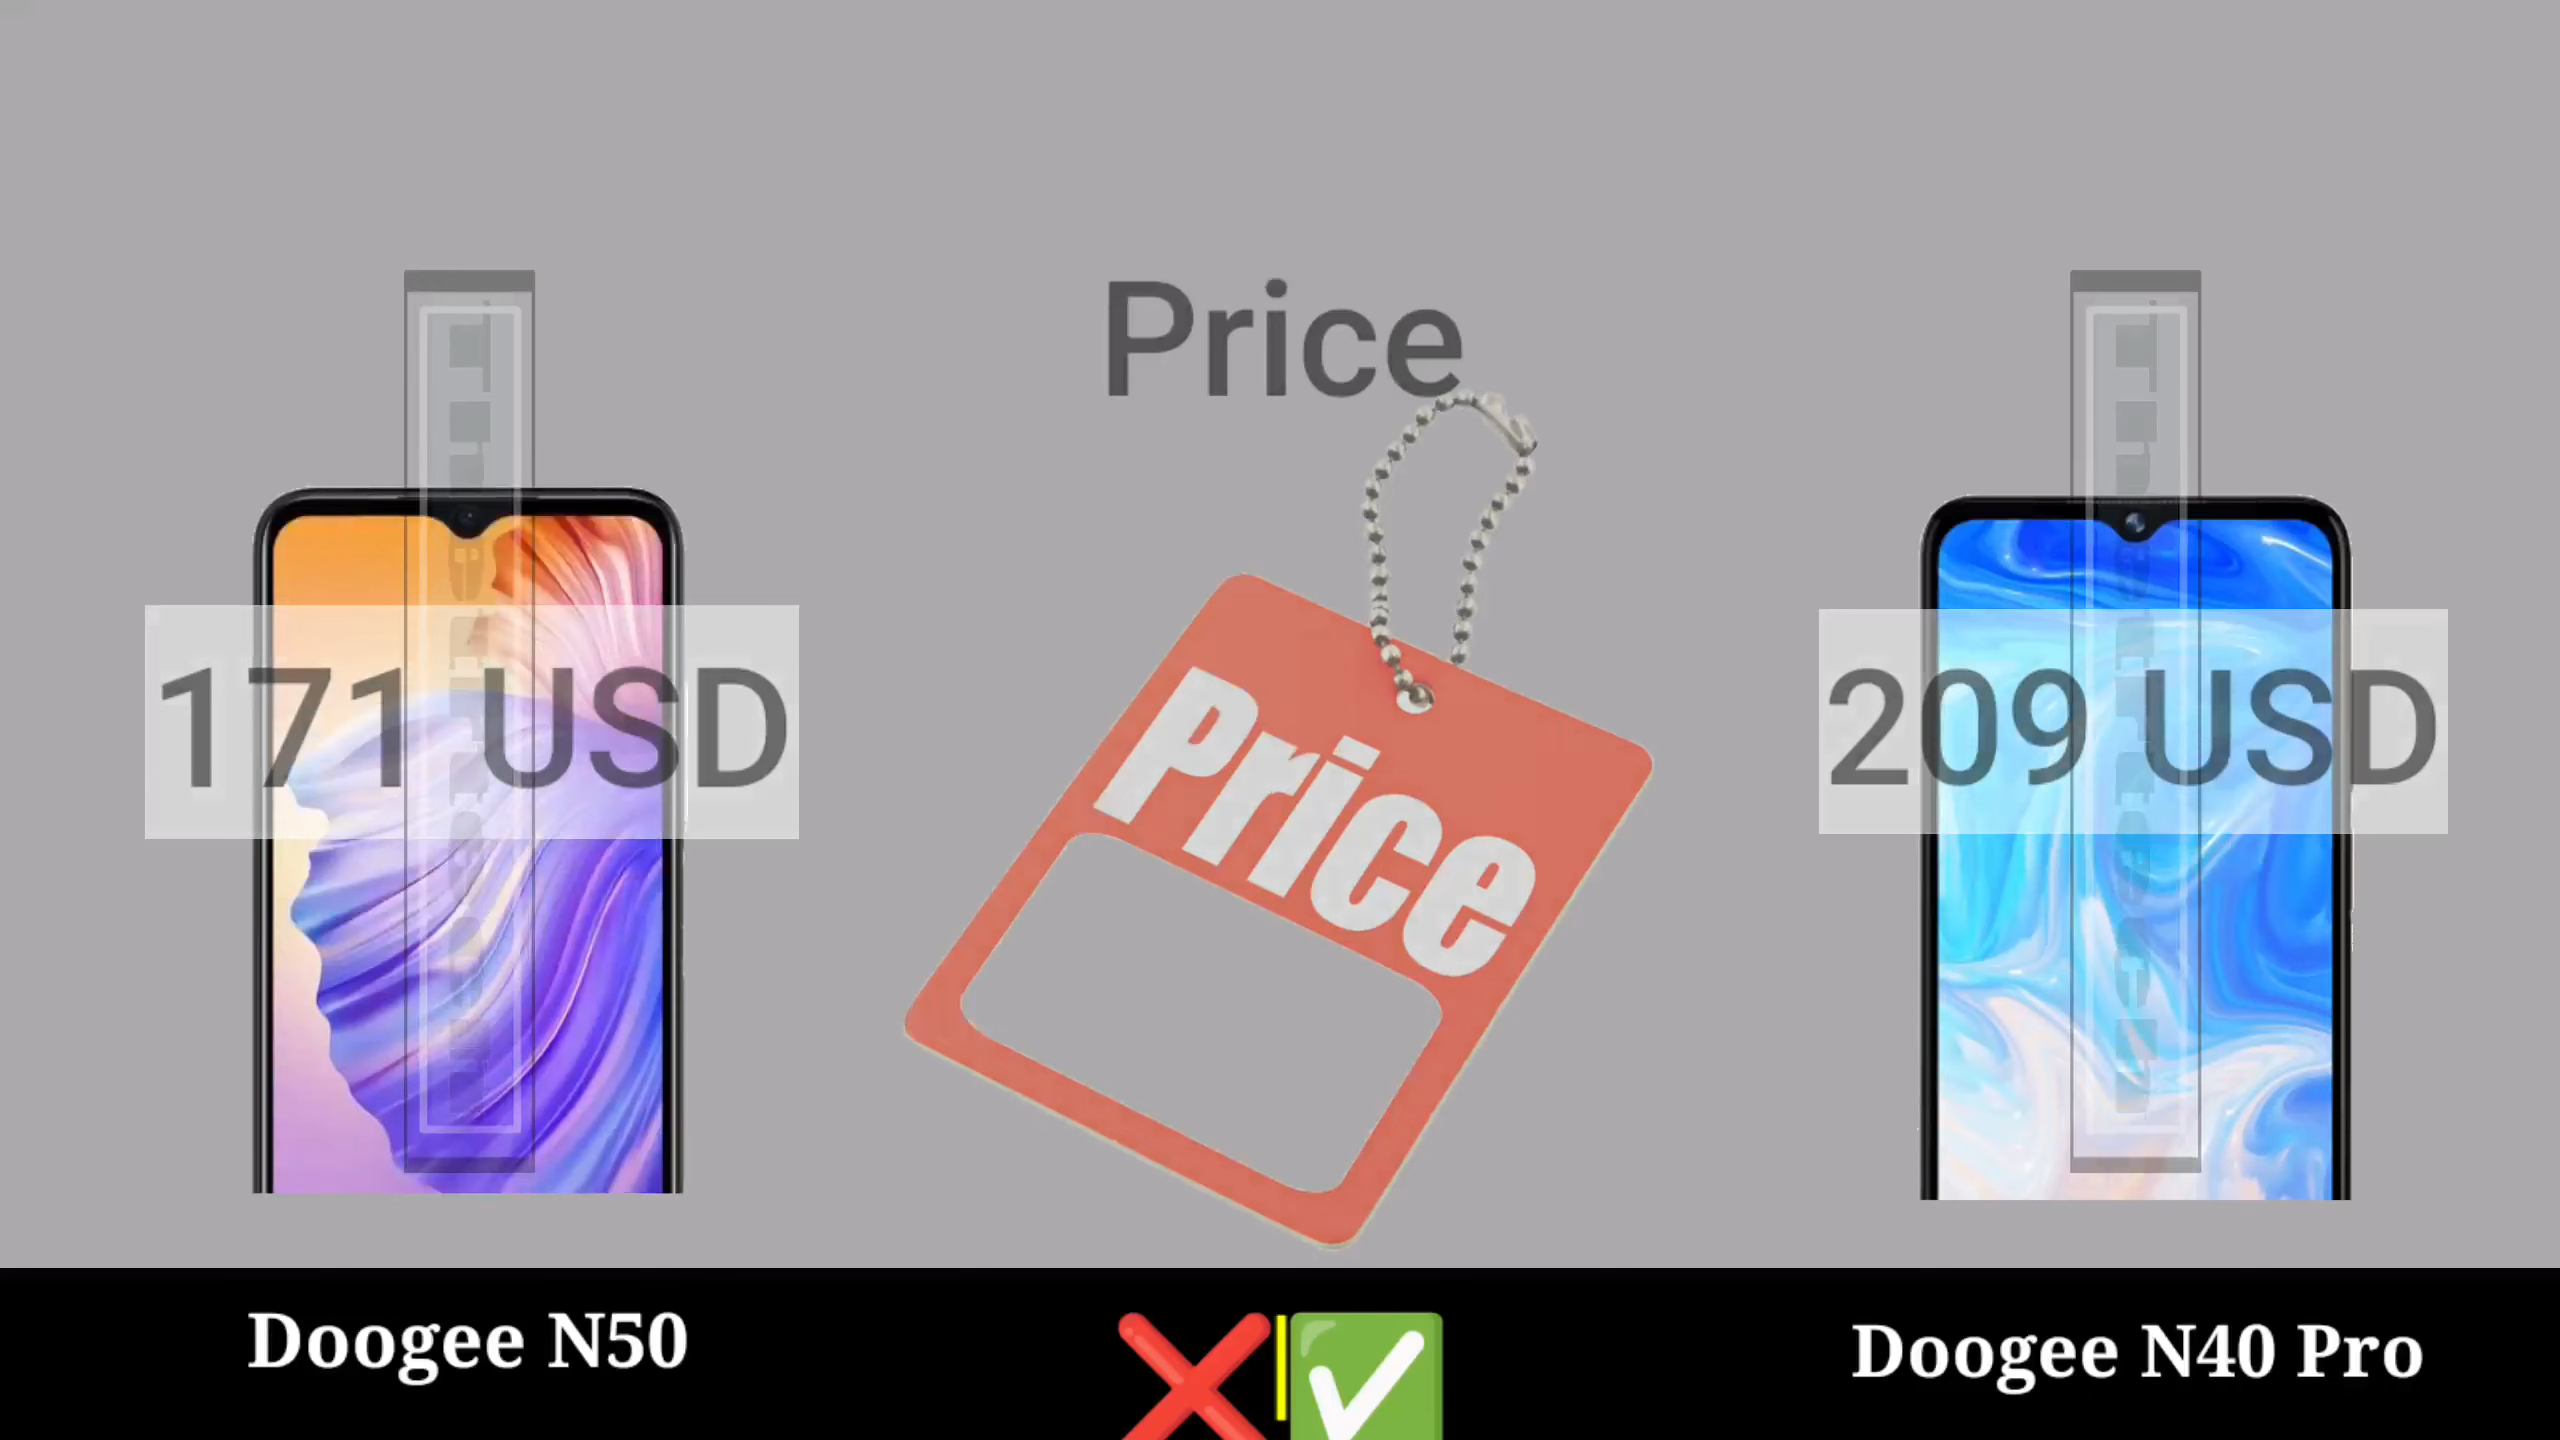 Price
171 USD
Price
209 USD
Doogee N50
Doogee N40 Pro